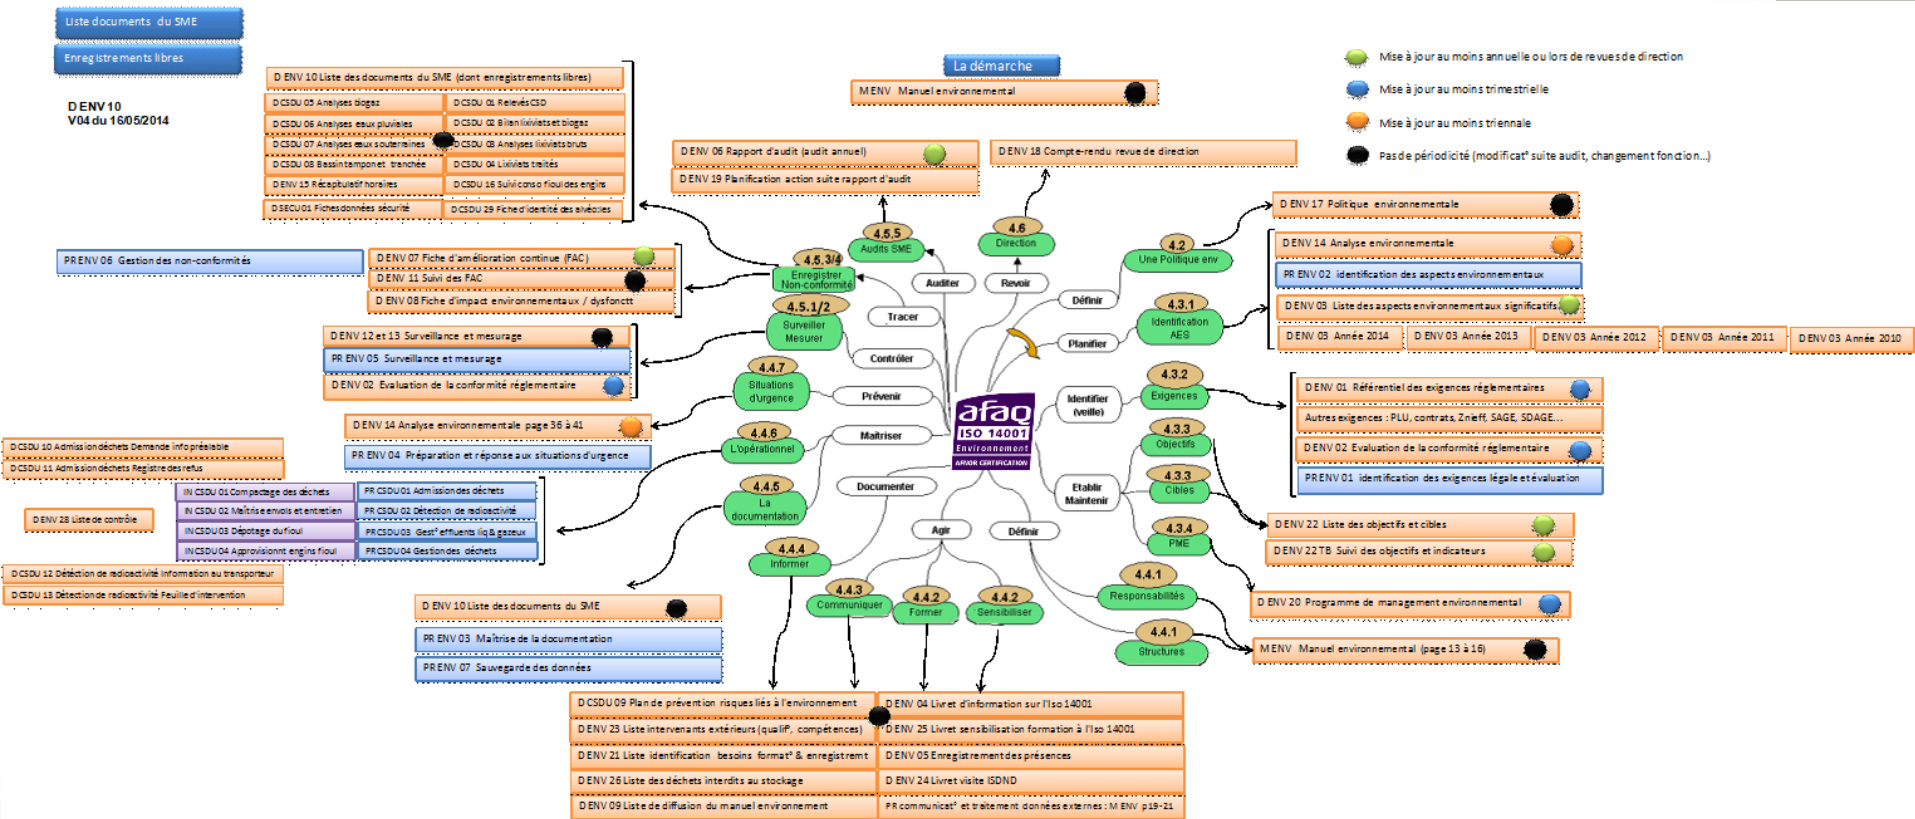 Liste documents du SME
Enregistrements libres
D ENV 10
V04 du 16/05/2014
D ENV 10 Liste des documents du SME (dont enregistrements libres)
DCSDU 05 Analyses biogaz
DCSDU 01 Relevés CSD
DCSDU 06 Analyses eaux pluviales
DCSDU 02 Bilan lixiviats et biogaz
DCSDU 07 Analyses eaux souterraines
DCSDU 03 Analyses lixiviats bruts
DCSDU 08 Bassin tampon et tranchée
DCSDU 04 Lixiviats traités
DENV 15 Récapitulatif horaires
DCSDU 16 Suivi conso fioul des engins
DSECU 01 Fiches données sécurité
DCSDU 29 Fiche d'identité des alvéoles
La démarche
MENV Manuel environnemental
Mise à jour au moins annuelle ou lors de revues de direction
Mise à jour au moins trimestrielle
Mise à jour au moins triennale
Pas de périodicité (modificat° suite audit, changement fonction...)
D ENV 06 Rapport d'audit (audit annuel)
D ENV 19 Planification action suite rapport d'audit
D ENV 18 Compte-rendu revue de direction
D ENV 17 Politique environnementale
D ENV 14 Analyse environnementale
PR ENV 02 identification des aspects environnementaux
D ENV 03 Liste des aspects environnementaux significatifs
D ENV 03 Année 2014
D ENV 03 Année 2013
D ENV 03 Année 2012
D ENV 03 Année 2011
D ENV 03 Année 2010
PR ENV 06 Gestion des non-conformités
D ENV 07 Fiche d'amélioration continue (FAC)
D ENV 11 Suivi des FAC
D ENV 08 Fiche d'impact environnementaux / dysfonctt
D ENV 12 et 13 Surveillance et mesurage
PR ENV 05 Surveillance et mesurage
D ENV 02 Evaluation de la conformité réglementaire
D ENV 14 Analyse environnementale page 36 à 41
PR ENV 04 Préparation et réponse aux situations d'urgence
4.5.5
Audits SME
4.6
Direction
4.2
Une Politique env
4.5.3/4
Enregistrer
Non-conformité
Auditer
Revoir
Définir
4.3.1
Identification
AES
4.5.1/2
Surveiller
Mesurer
Tracer
Planifier
Contrôler
4.4.7
Situations
d'urgence
Prévenir
Identifier
(veille)
4.3.2
Exigences
afaq
ISO 14001
Environnement
AFNOR CERTIFICATION
4.4.6
L'opérationnel
Maîtriser
4.3.3
Objectifs
4.3.3
Cibles
Etablir
Maintenir
4.3.4
PME
4.4.5
La
documentation
Documenter
Agir
Définir
4.4.4
Informer
4.4.3
Communiquer
4.4.2
Former
4.4.2
Sensibiliser
4.4.1
Responsabilités
4.4.1
Structures
D ENV 01 Référentiel des exigences réglementaires
Autres exigences : PLU, contrats, Znieff, SAGE, SDAGE...
D ENV 02 Evaluation de la conformité réglementaire
PR ENV 01 identification des exigences légale et évaluation
D ENV 22 Liste des objectifs et cibles
D ENV 22 TB Suivi des objectifs et indicateurs
D ENV 20 Programme de management environnemental
M ENV Manuel environnemental (page 13 à 16)
DCSDU 10 Admission déchets Demande info préalable
DCSDU 11 Admission déchets Registre des refus
IN CSDU 01 Compactage des déchets
PR CSDU 01 Admission des déchets
IN CSDU 02 Maîtrise envols et entretien
PR CSDU 02 Détection de radioactivité
D ENV 28 Liste de contrôle
IN CSDU 03 Dépotage du fioul
PR CSDU 03 Gest° effluents liq & gazeux
IN CSDU 04 Approvisionnt engins fioul
PR CSDU 04 Gestion des déchets
DCSDU 12 Détéction de radioactivité Information au transporteur
DCSDU 13 Détection de radioactivité Feuille d'intervention
D ENV 10 Liste des documents du SME
PR ENV 03 Maîtrise de la documentation
PR ENV 07 Sauvegarde des données
DCSDU 09 Plan de prévention risques liés à l'environnement
D ENV 04 Livret d'information sur l'Iso 14001
D ENV 23 Liste intervenants extérieurs (qualif°, compétences)
D ENV 25 Livret sensibilisation formation à l'Iso 14001
D ENV 21 Liste identification besoins format° & enregistremt
D ENV 05 Enregistrement des présences
D ENV 26 Liste des déchets interdits au stockage
D ENV 24 Livret visite ISDND
D ENV 09 Liste de diffusion du manuel environnement
PR communicat° et traitement données externes : M ENV p19-21